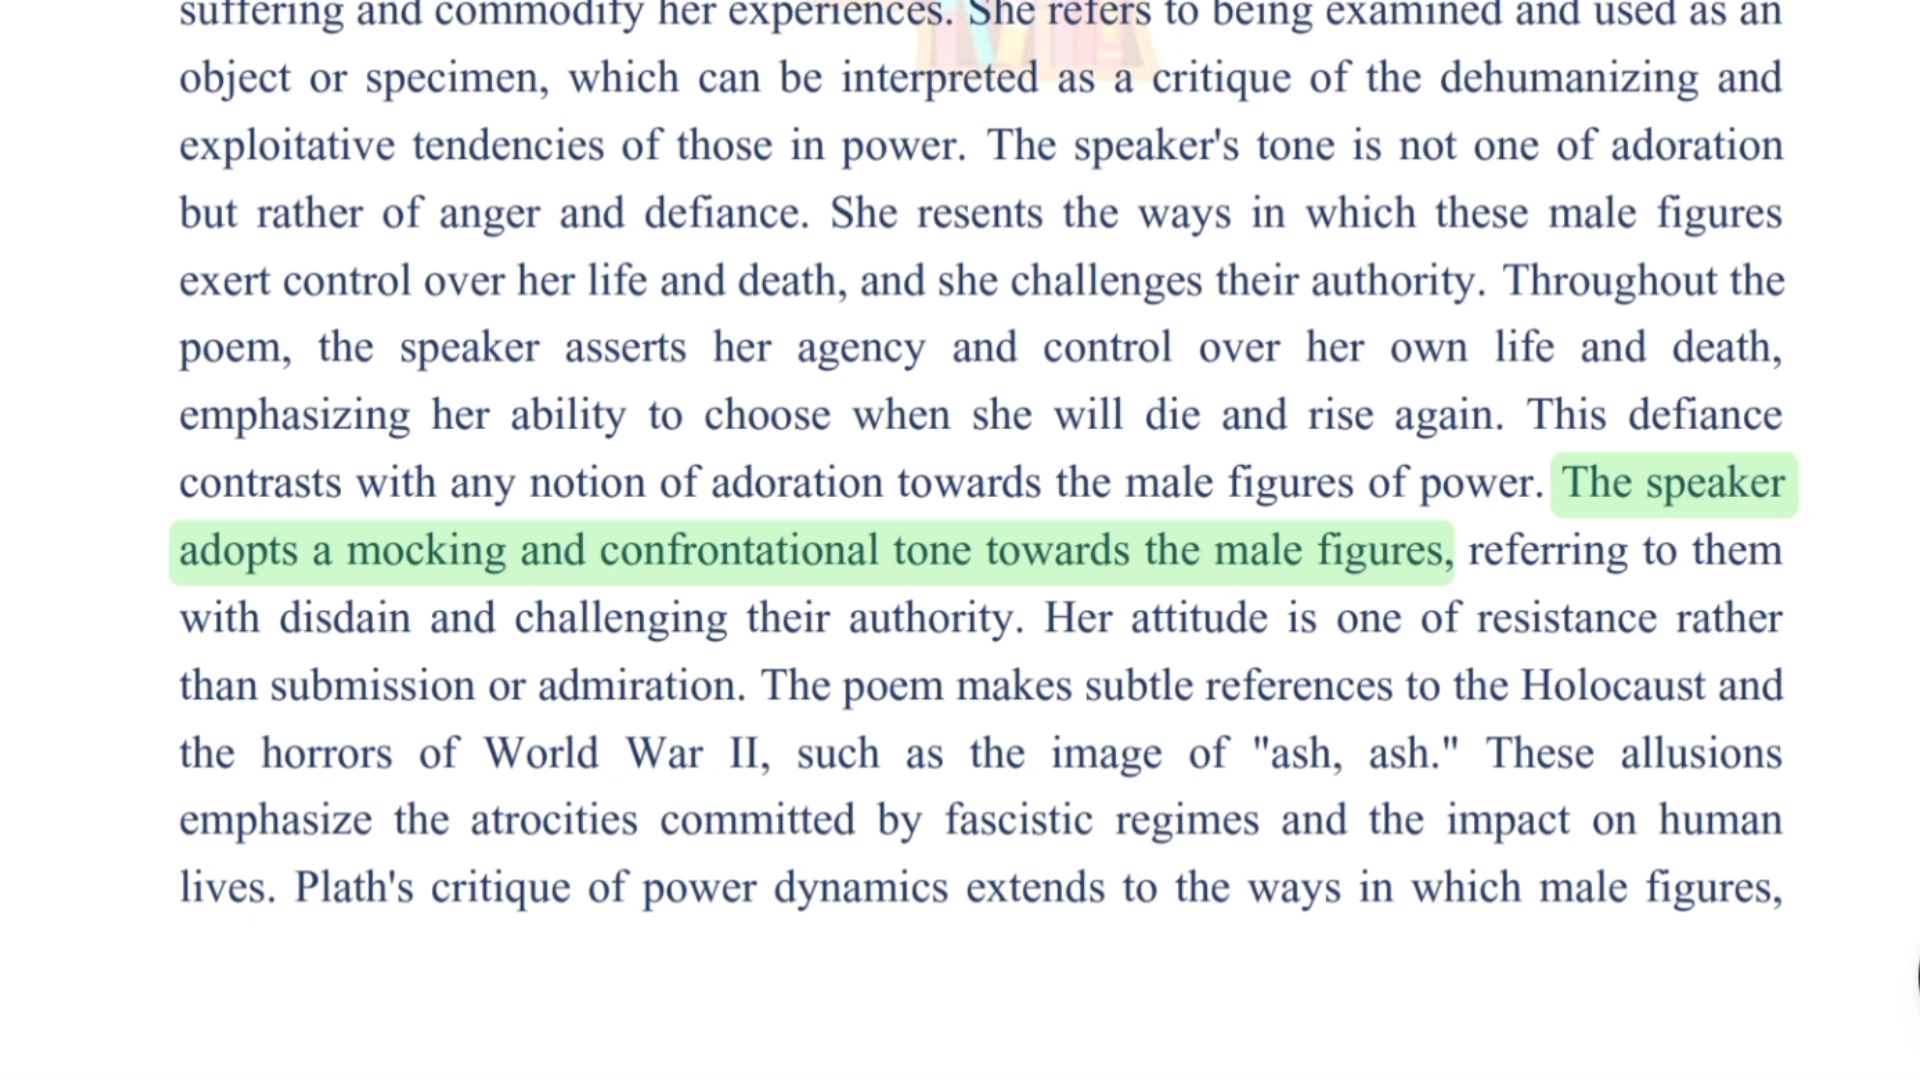 suffering and commodify her experiences. She refers to being examined and used as an
object or specimen, which can be interpreted as a critique of the dehumanizing and
exploitative tendencies of those in power. The speaker's tone is not one of adoration
but rather of anger and defiance. She resents the ways in which these male figures
exert control over her life and death, and she challenges their authority. Throughout the
poem, the speaker asserts her agency and control over her own life and death,
emphasizing her ability to choose when she will die and rise again. This defiance
contrasts with any notion of adoration towards the male figures of power. The speaker
adopts a mocking and confrontational tone towards the male figures, referring to them
with disdain and challenging their authority. Her attitude is one of resistance rather
than submission or admiration. The poem makes subtle references to the Holocaust and
the horrors of World War II, such as the image of "ash, ash." These allusions
emphasize the atrocities committed by fascistic regimes and the impact on human
lives. Plath's critique of power dynamics extends to the ways in which male figures,